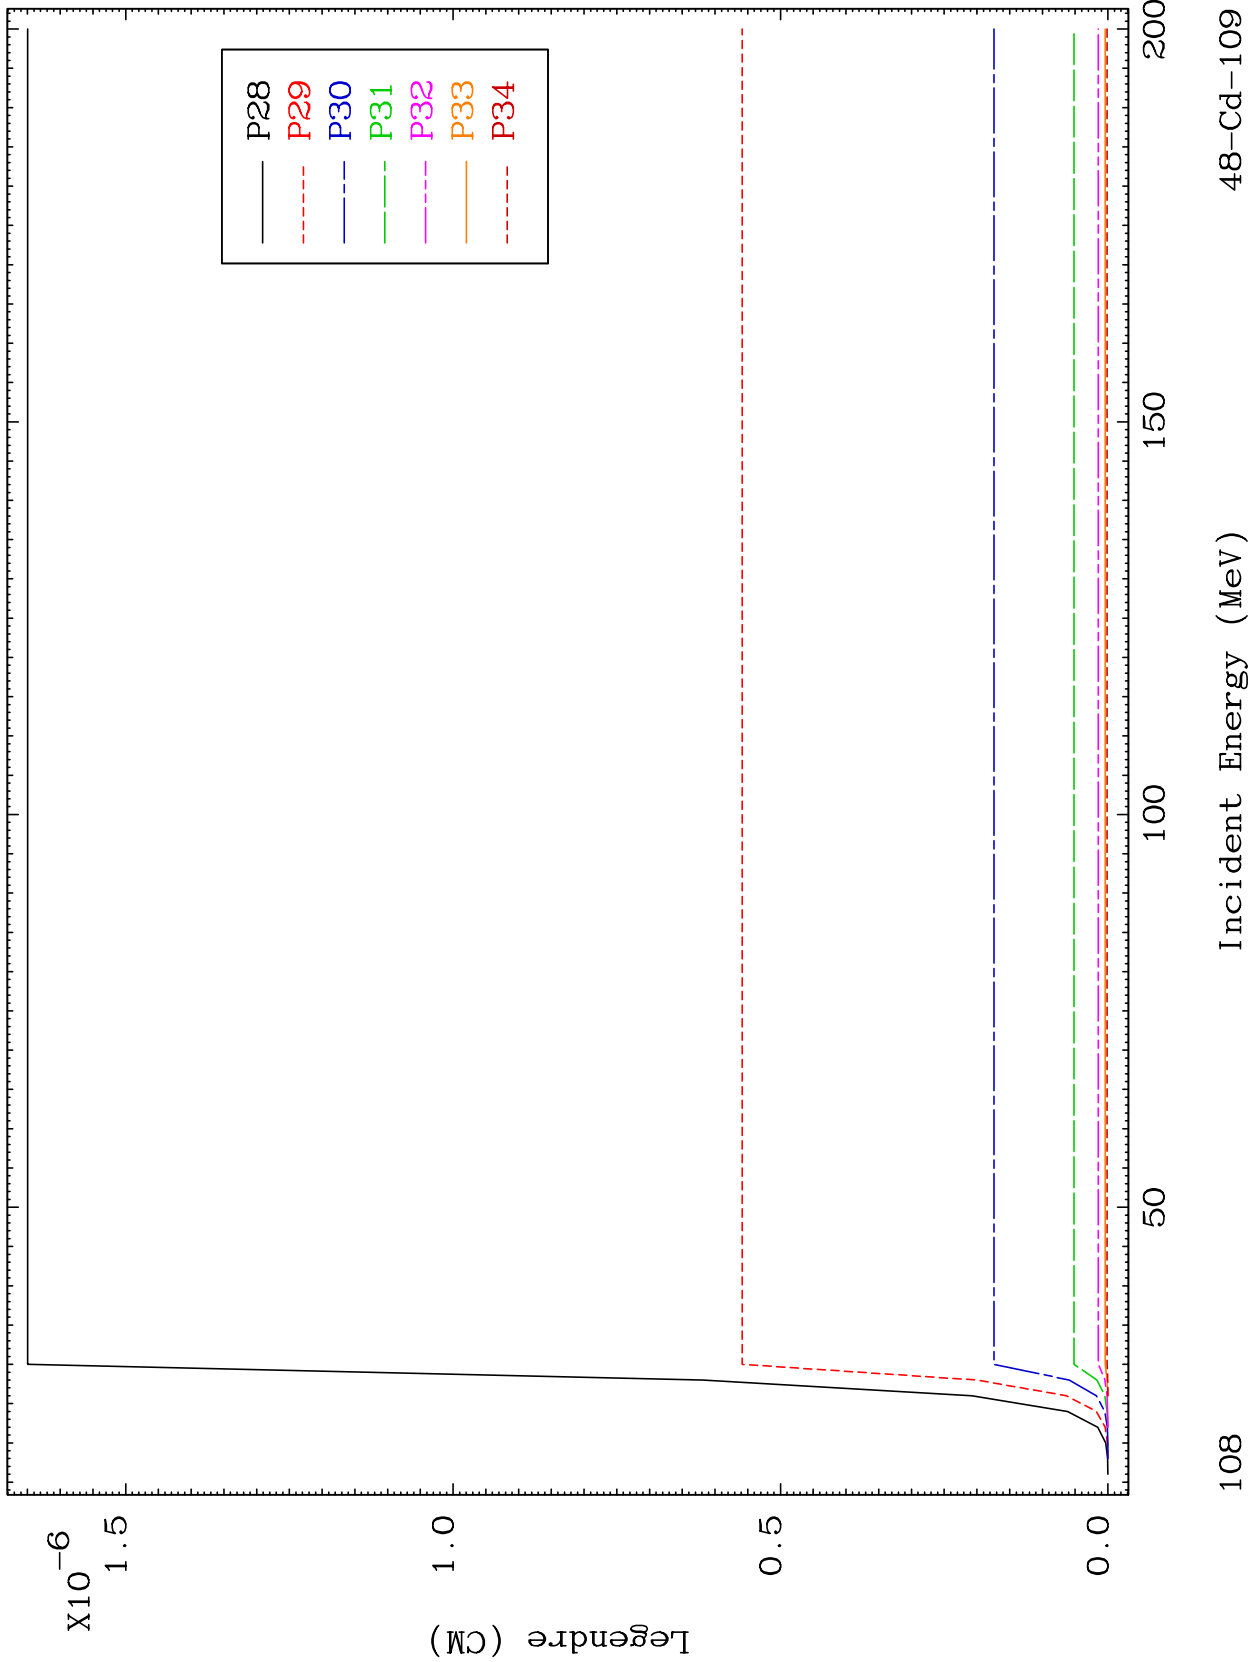 X10-6
1.5
1.0
0.5
0.0
Legendre (CM)
P28
P29
P30
P31
P32
P33
P34
50
100
150
200
Incident Energy (MeV)
108
48-Cd-109